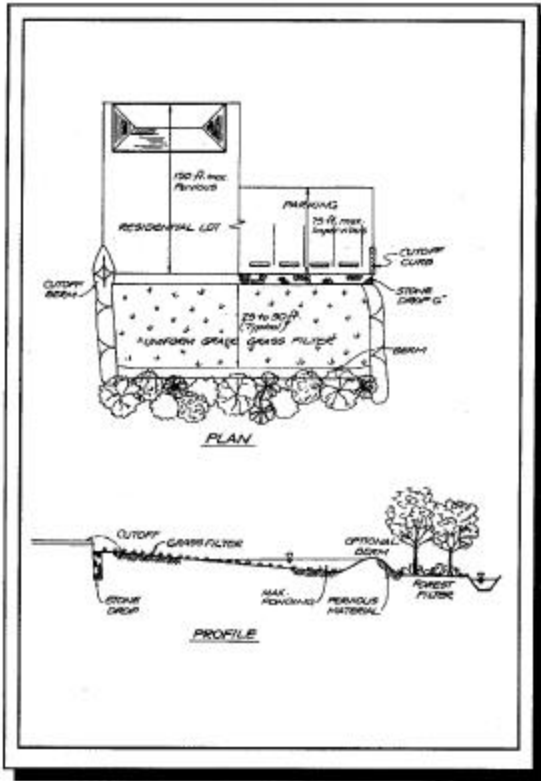 150 ft. max.
Pervious
RESIDENTIAL LOT
PARKING
75 ft. max.
Impervious
CUTOFF
CURB
CUTOFF
BERM
STONE
DROP 6"
25 to 50 ft.
(Typical)
UNIFORM GRADE GRASS FILTER
BERM
PLAN
CUTOFF
GRASS FILTER
OPTIONAL
BERM
STONE
DROP
MAX.
PONDING
PERVIOUS
MATERIAL
FOREST
FILTER
PROFILE